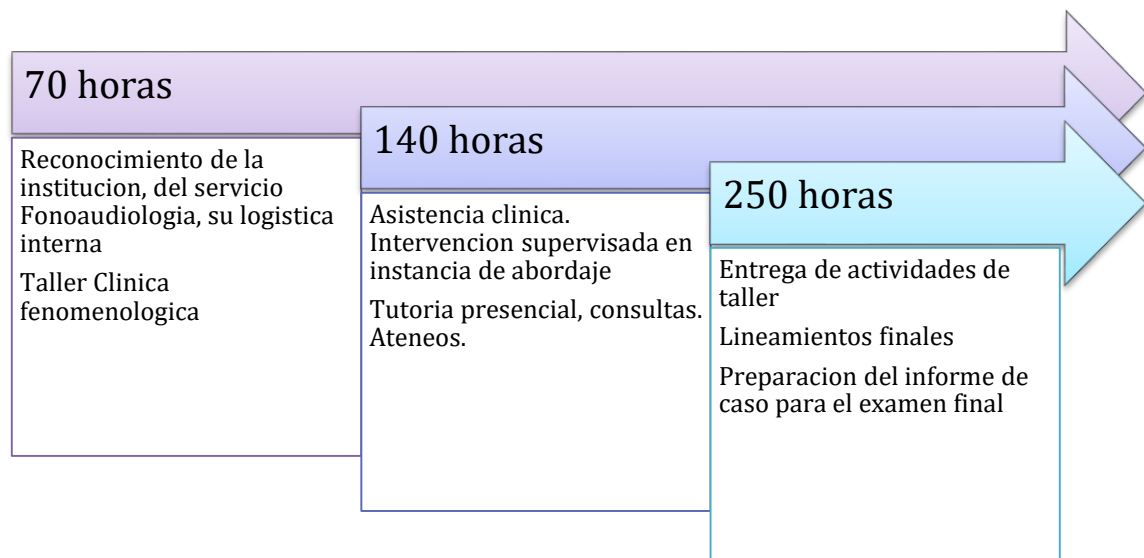 70 horas
Reconocimiento de la
institucion, del servicio
Fonoaudiologia, su logistica
interna
Taller Clinica
fenomenologica
140 horas
Asistencia clinica.
Intervencion supervisada en
instancia de abordaje
Tutoria presencial, consultas.
Ateneos.
250 horas
Entrega de actividades de
taller
Lineamientos finales
Preparacion del informe de
caso para el examen final